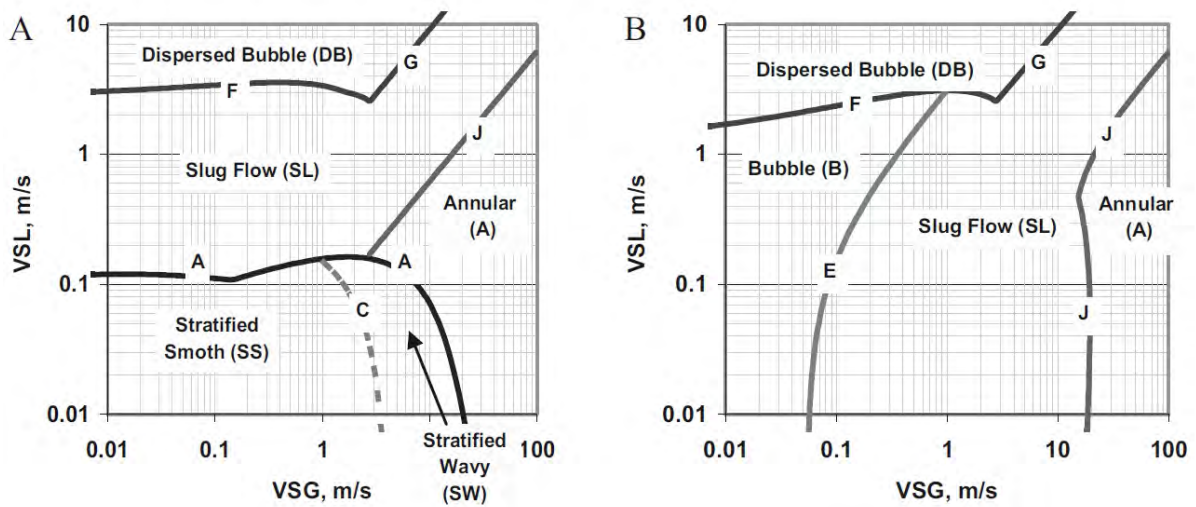 A
10
Dispersed Bubble (DB)
G
F
J
1
Slug Flow (SL)
Annular
(A)
VSL, m/s
A
A
0.1
C
Stratified
Smoth (SS)
0.01
0.01
0.1
1
Stratified
Wavy
(SW)
100
VSG, m/s
B
10
Dispersed Bubble (DB)
G
F
J
1
Bubble (B)
Annular
(A)
Slug Flow (SL)
VSL, m/s
E
0.1
J
0.01
0.01
0.1
1
10
100
VSG, m/s